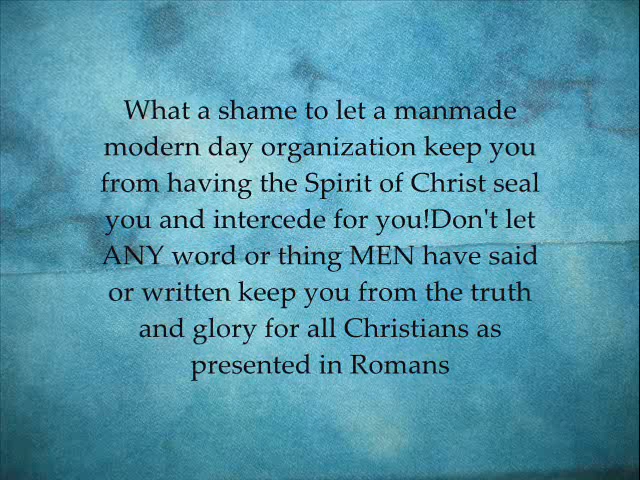 What a shame to let a manmade
modern day organization keep you
from having the Spirit of Christ seal
you and intercede for you!Don't let
ANY word or thing MEN have said
or written keep you from the truth
and glory for all Christians as
presented in Romans